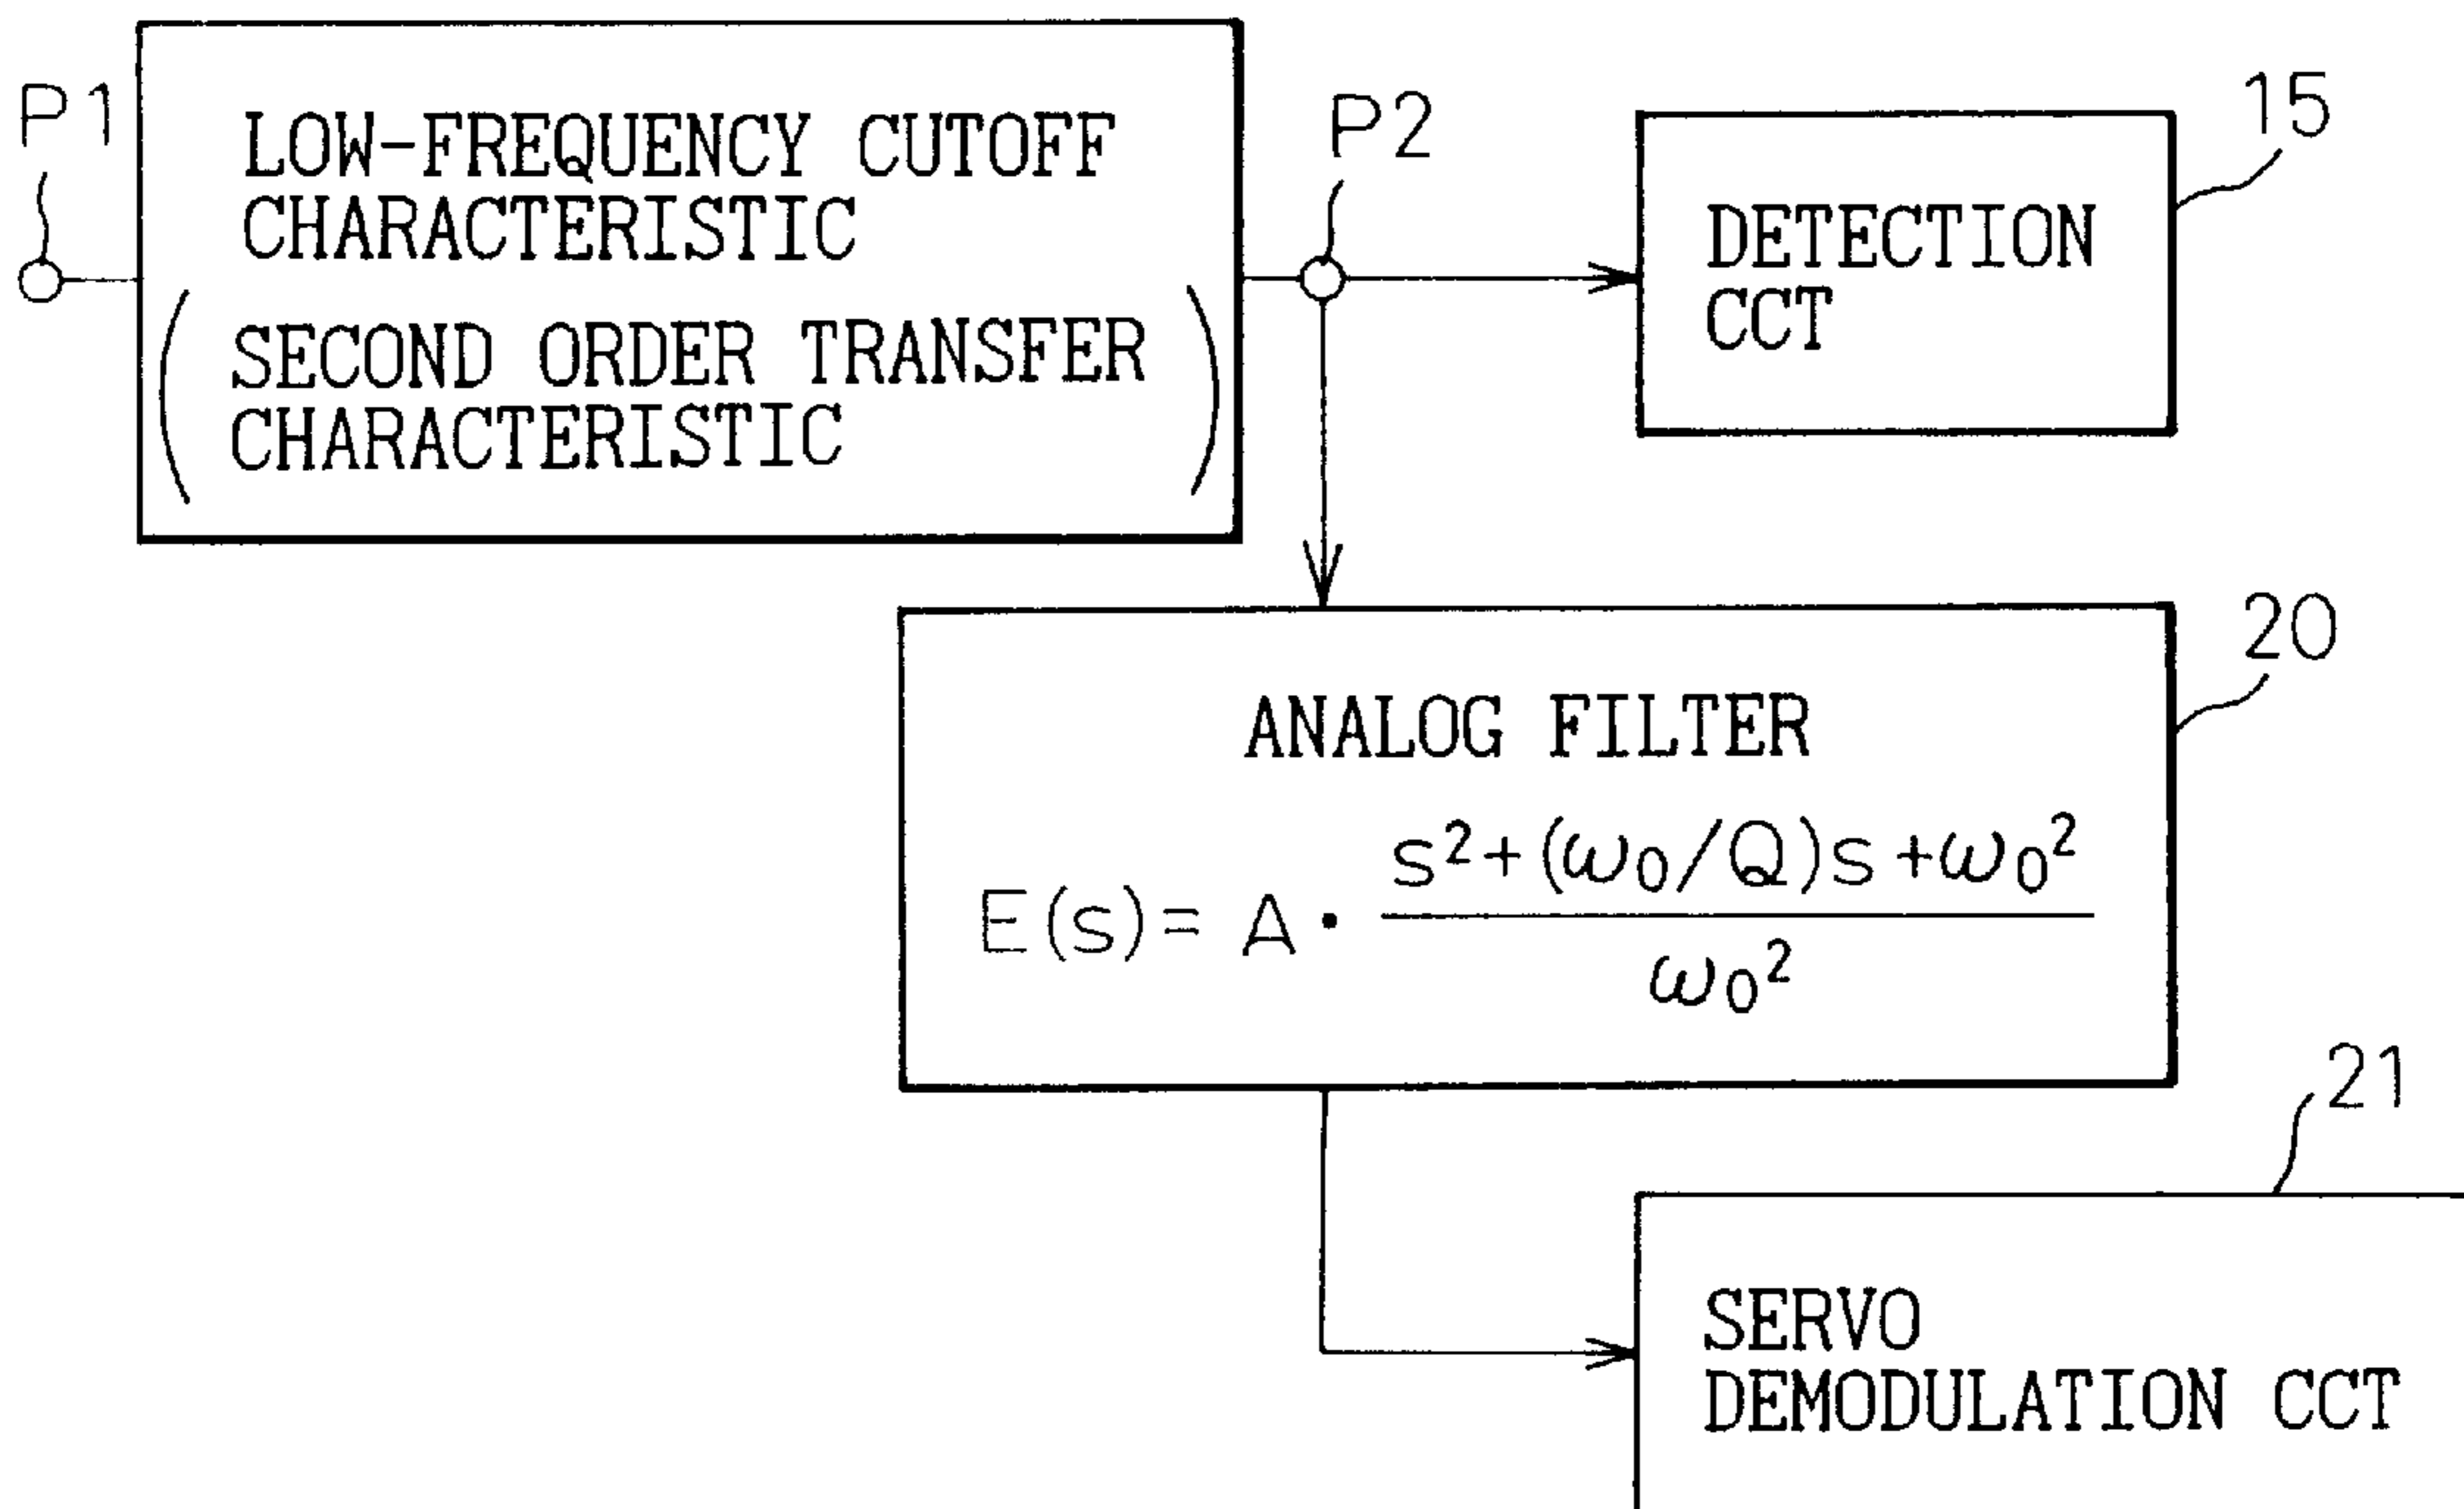 P1
LOW-FREQUENCY CUTOFF
CHARACTERISTIC
(SECOND ORDER TRANSFER
CHARACTERISTIC)
P2
15
DETECTION
CCT
20
ANALOG FILTER
E(s)= A · (s²+(ω₀/Q)s+ω₀²) / ω₀²
21
SERVO
DEMODULATION CCT